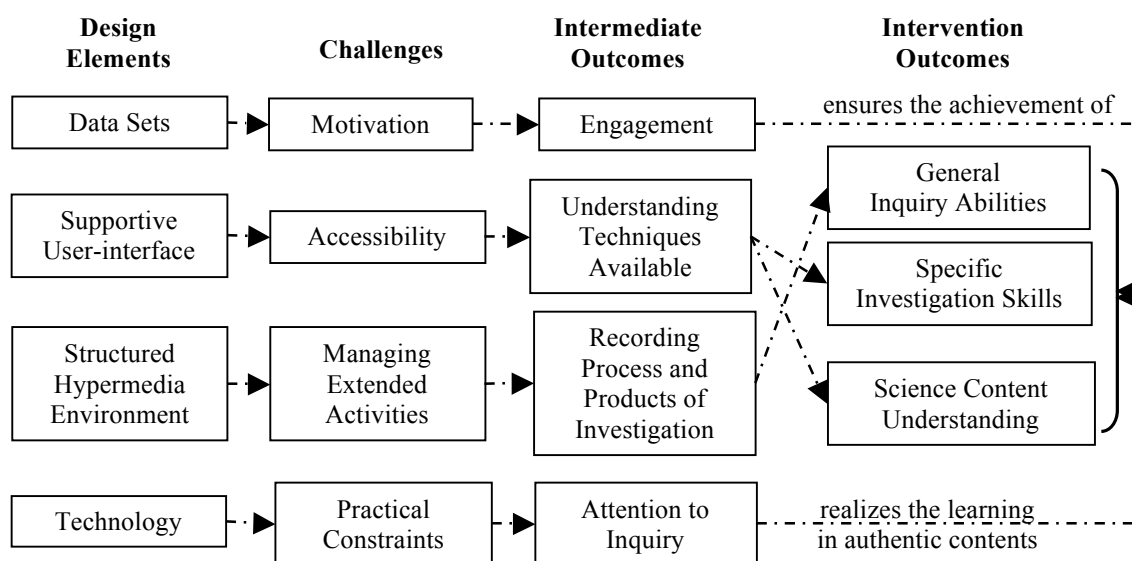 Design
Elements
Challenges
Intermediate
Outcomes
Intervention
Outcomes
Data Sets
Motivation
Engagement
ensures the achievement of
Supportive
User-interface
Accessibility
Understanding
Techniques
Available
General
Inquiry Abilities
Specific
Investigation Skills
Structured
Hypermedia
Environment
Managing
Extended
Activities
Recording
Process and
Products of
Investigation
Science Content
Understanding
Technology
Practical
Constraints
Attention to
Inquiry
realizes the learning
in authentic contents